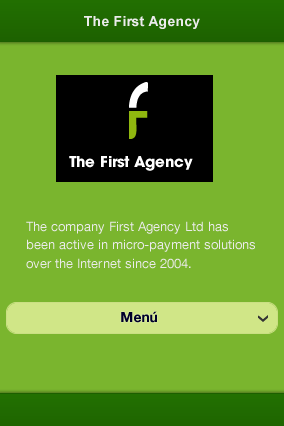 The First Agency
The First Agency
The company First Agency Ltd has
been active in micro-payment solutions
over the Internet since 2004.
Menú